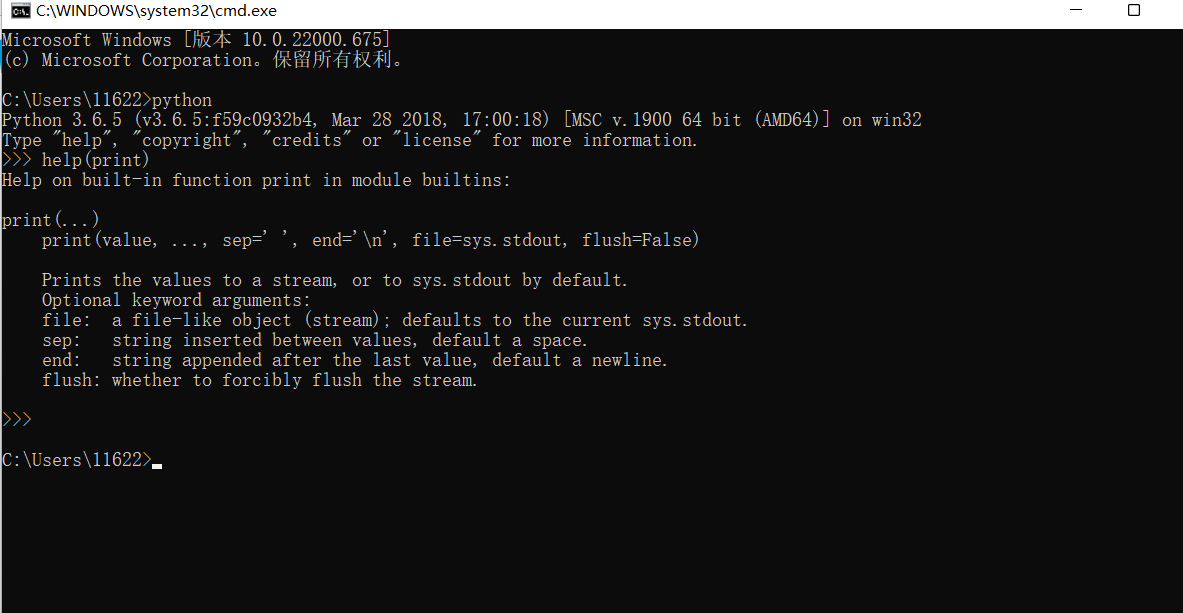 C:\WINDOWS\system32\cmd.exe
Microsoft Windows [版本 10.0.22000.675]
(c) Microsoft Corporation。保留所有权利。
C:\Users\11622>python
Python 3.6.5 (v3.6.5:f59c0932b4, Mar 28 2018, 17:00:18) [MSC v.1900 64 bit (AMD64)] on win32
Type "help", "copyright", "credits" or "license" for more information.
>>> help(print)
Help on built-in function print in module builtins:
print(...)
    print(value, ..., sep=' ', end='\n', file=sys.stdout, flush=False)
    Prints the values to a stream, or to sys.stdout by default.
    Optional keyword arguments:
    file:  a file-like object (stream); defaults to the current sys.stdout.
    sep:   string inserted between values, default a space.
    end:   string appended after the last value, default a newline.
    flush: whether to forcibly flush the stream.
>>>
C:\Users\11622>